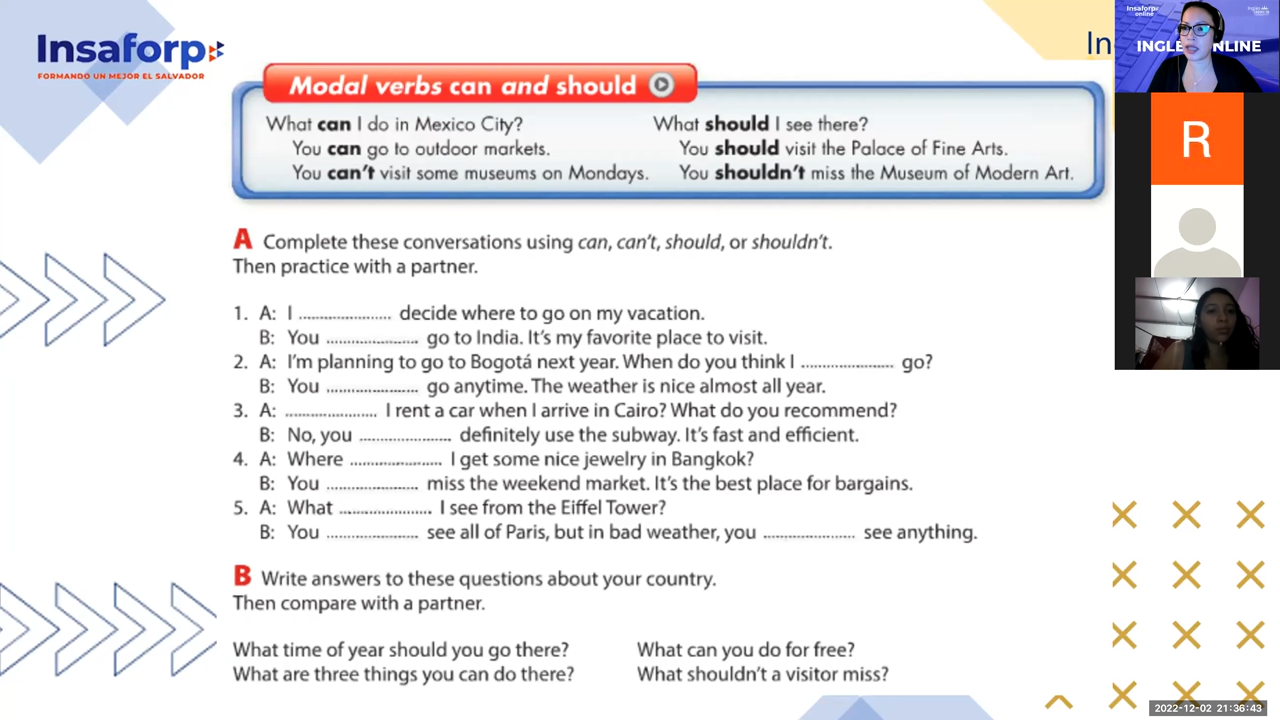 Insaforp
FORMANDO UN MEJOR EL SALVADOR
In
Insaforp
online
INGLÉS ONLINE
R
Modal verbs can and should
What can I do in Mexico City?
You can go to outdoor markets.
You can't visit some museums on Mondays.
What should I see there?
You should visit the Palace of Fine Arts.
You shouldn't miss the Museum of Modern Art.
A Complete these conversations using can, can't, should, or shouldn't.
Then practice with a partner.
1. A: I ...................... decide where to go on my vacation.
B: You ...................... go to India. It's my favorite place to visit.
2. A: I'm planning to go to Bogotá next year. When do you think I ...................... go?
B: You ...................... go anytime. The weather is nice almost all year.
3. A: ...................... I rent a car when I arrive in Cairo? What do you recommend?
B: No, you ...................... definitely use the subway. It's fast and efficient.
4. A: Where ...................... I get some nice jewelry in Bangkok?
B: You ...................... miss the weekend market. It's the best place for bargains.
5. A: What ...................... I see from the Eiffel Tower?
B: You ...................... see all of Paris, but in bad weather, you ...................... see anything.
B Write answers to these questions about your country.
Then compare with a partner.
What time of year should you go there?
What are three things you can do there?
What can you do for free?
What shouldn't a visitor miss?
2022-12-02 21:36:43